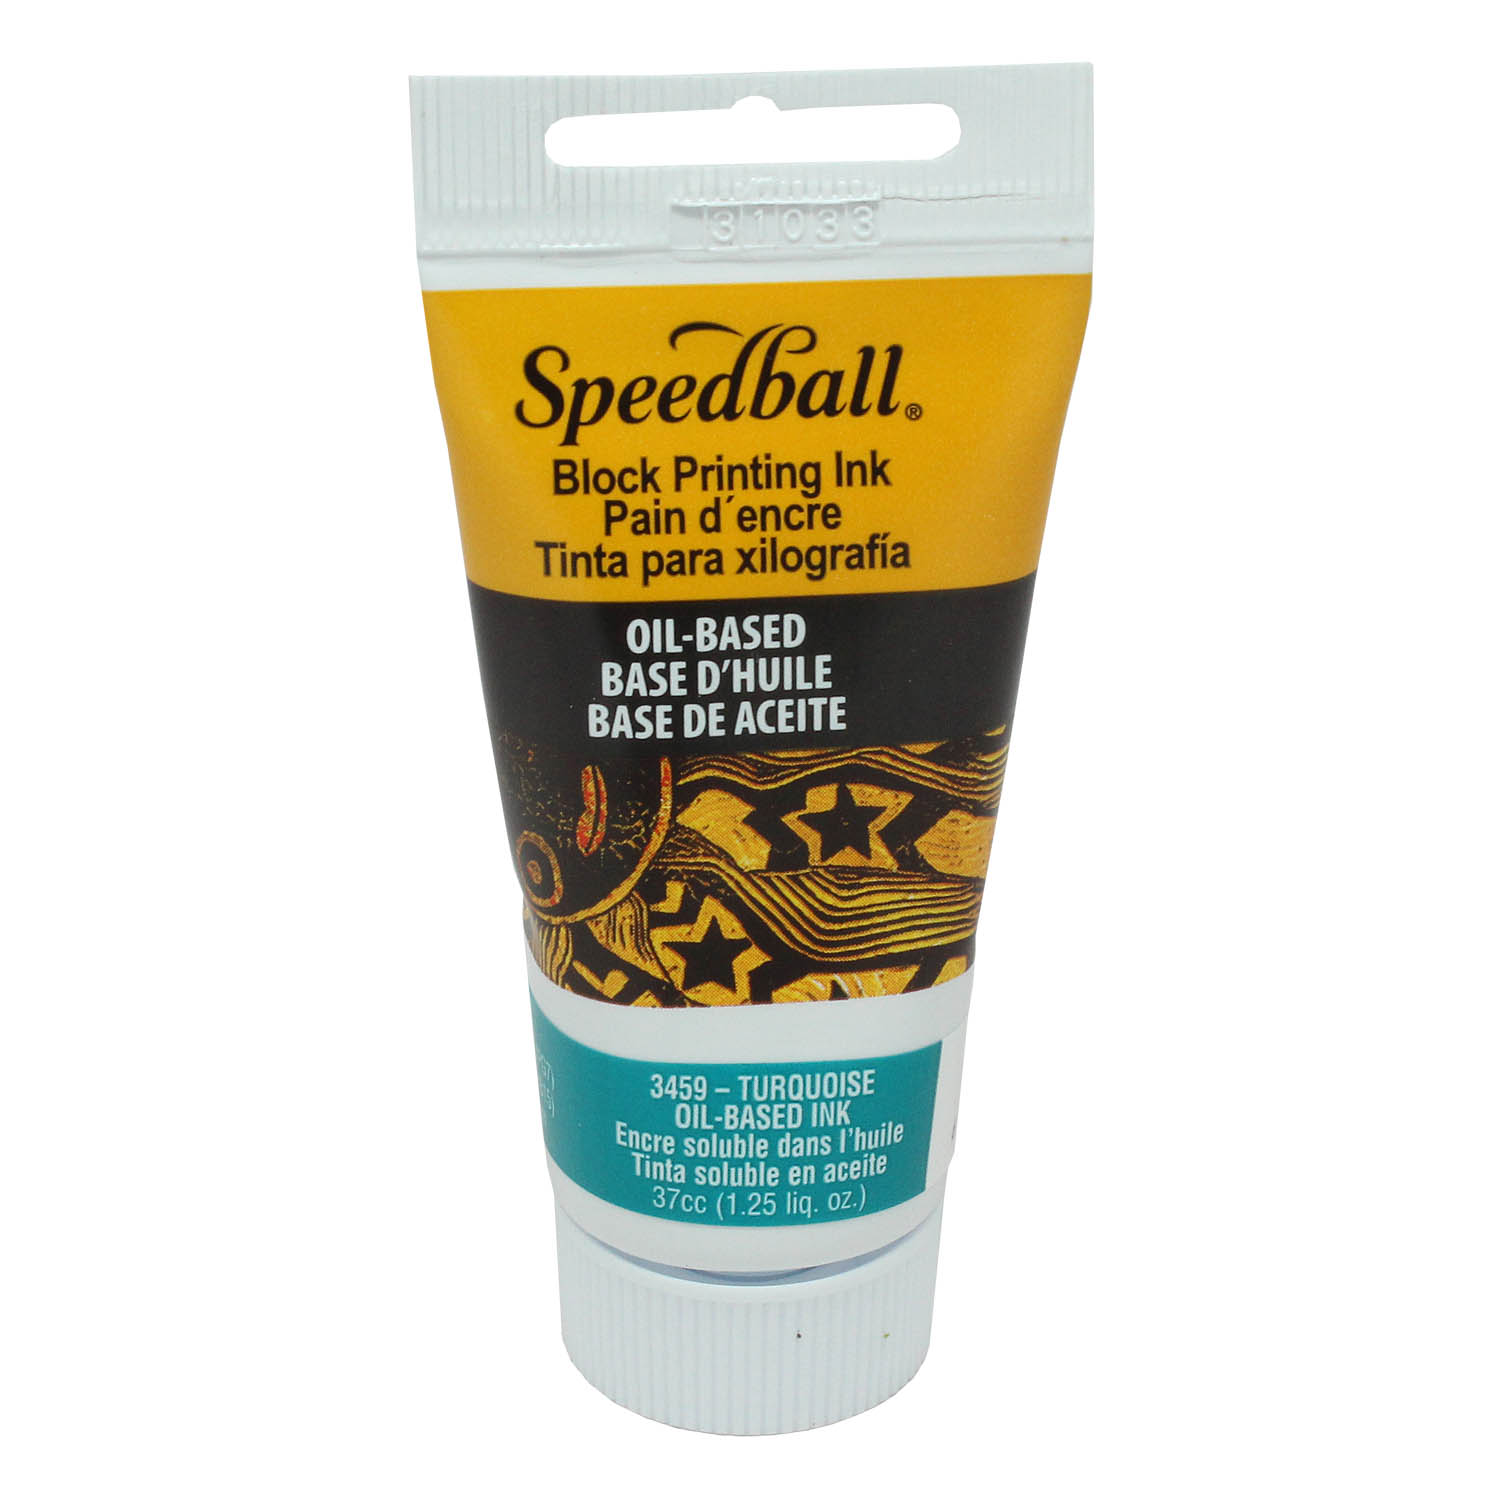 31033
Speedball®
Block Printing Ink
Pain d´encre
Tinta para xilografía
OIL-BASED
BASE D'HUILE
BASE DE ACEITE
3459 – TURQUOISE
OIL-BASED INK
Encre soluble dans l'huile
Tinta soluble en aceite
37cc (1.25 liq. oz.)